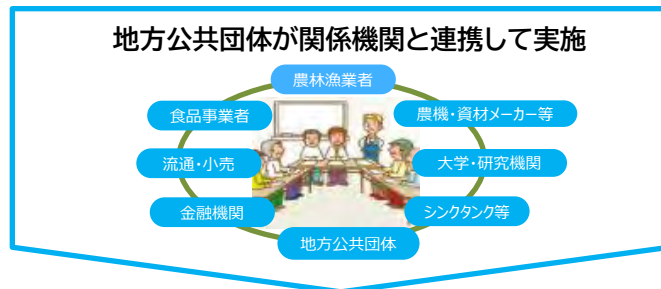 地方公共団体が関係機関と連携して実施
農林漁業者
食品事業者
農機・資材メーカー等
流通・小売
大学・研究機関
金融機関
シンクタンク等
地方公共団体